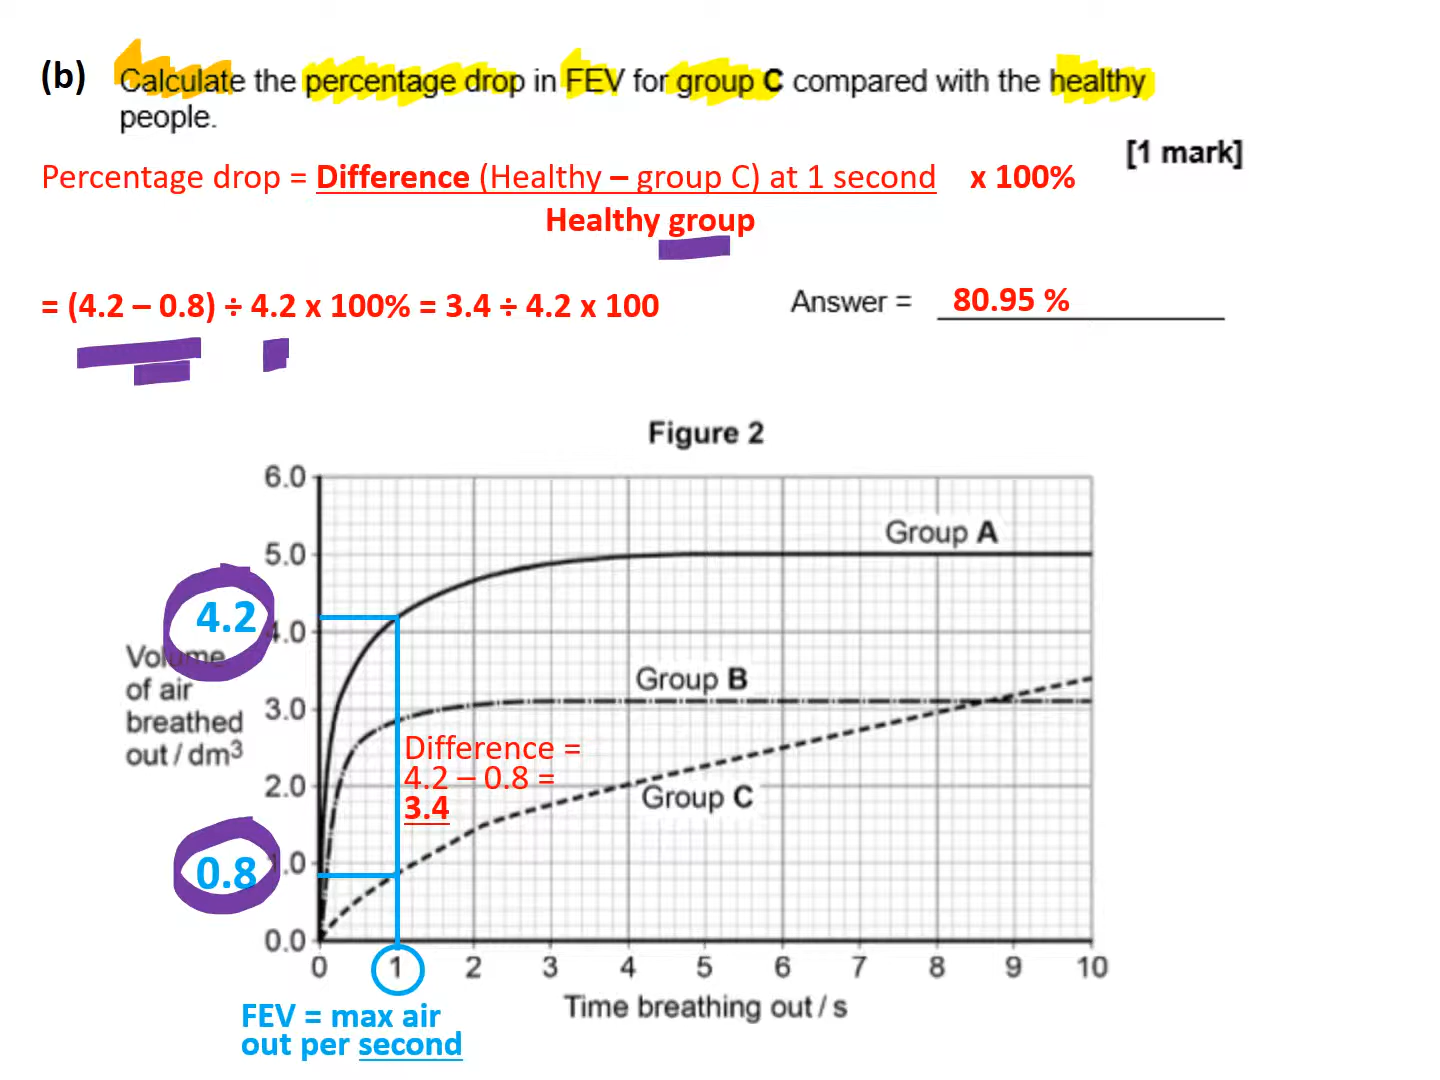 (b) Calculate the percentage drop in FEV for group C compared with the healthy
people.
[1 mark]
Percentage drop = Difference (Healthy – group C) at 1 second x 100%
Healthy group
= (4.2 – 0.8) ÷ 4.2 x 100% = 3.4 ÷ 4.2 x 100
Answer = 80.95 %
Figure 2
6.0
Group A
5.0
4.2
4.0
Volume
of air
breathed
out / dm³
Group B
3.0
Difference =
4.2 – 0.8 =
3.4
2.0
Group C
1.0
0.8
0.0
0 1 2 3 4 5 6 7 8 9 10
Time breathing out / s
FEV = max air
out per second